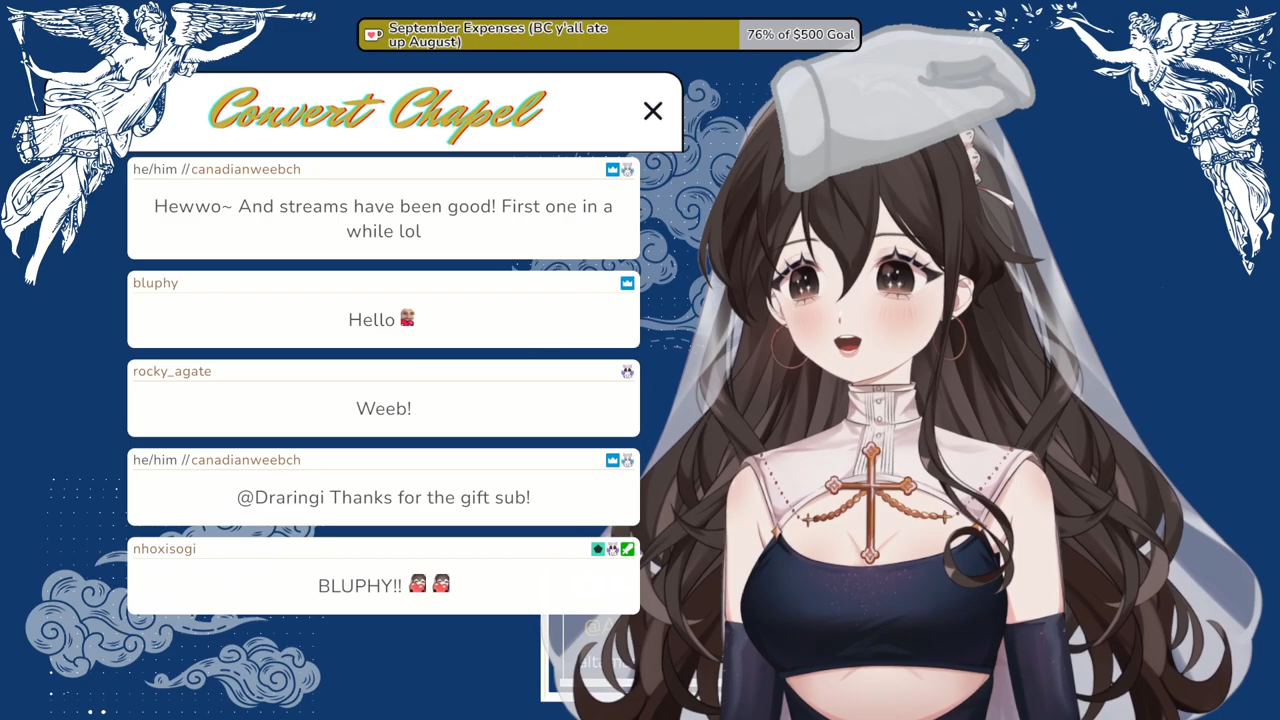 September Expenses (BC y'all ate
up August)
76% of $500 Goal
Convert Chapel
he/him //canadianweebch
Hewwo~ And streams have been good! First one in a
while lol
bluphy
Hello
rocky_agate
Weeb!
he/him //canadianweebch
@Draringi Thanks for the gift sub!
nhoxisogi
BLUPHY!!